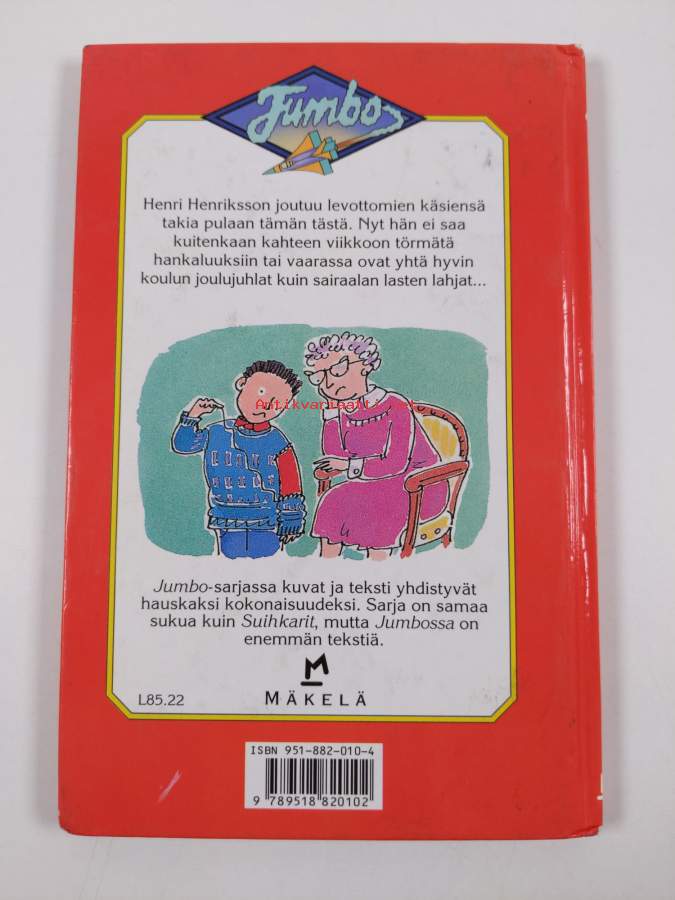 Jumbo
Henri Henriksson joutuu levottomien käsiensä
takia pulaan tämän tästä. Nyt hän ei saa
kuitenkaan kahteen viikkoon törmätä
hankaluuksiin tai vaarassa ovat yhtä hyvin
koulun joulujuhlat kuin sairaalan lasten lahjat...
Antikvariaatti.net
Jumbo-sarjassa kuvat ja teksti yhdistyvät
hauskaksi kokonaisuudeksi. Sarja on samaa
sukua kuin Suihkarit, mutta Jumbossa on
enemmän tekstiä.
M
L85.22
MÄKELÄ
ISBN 951-882-010-4
9 789518 820102